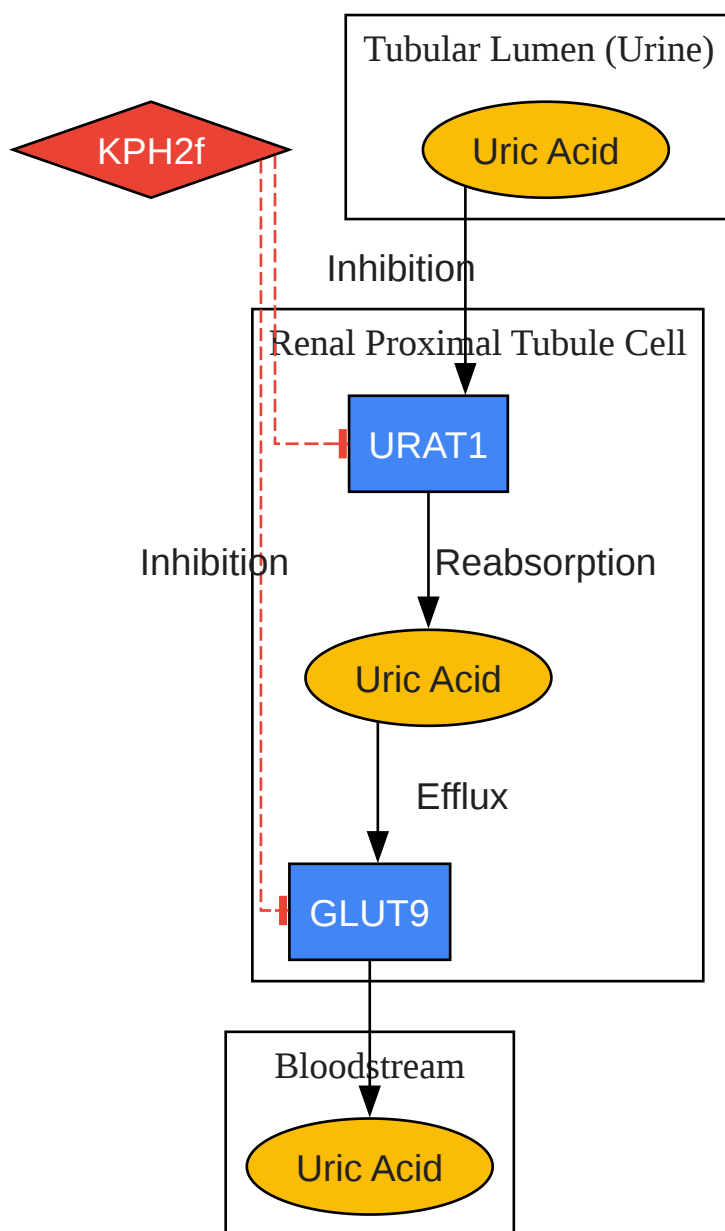 Tubular Lumen (Urine)
KPH2f
Uric Acid
Inhibition
Renal Proximal Tubule Cell
URAT1
Inhibition
Reabsorption
Uric Acid
Efflux
GLUT9
Bloodstream
Uric Acid